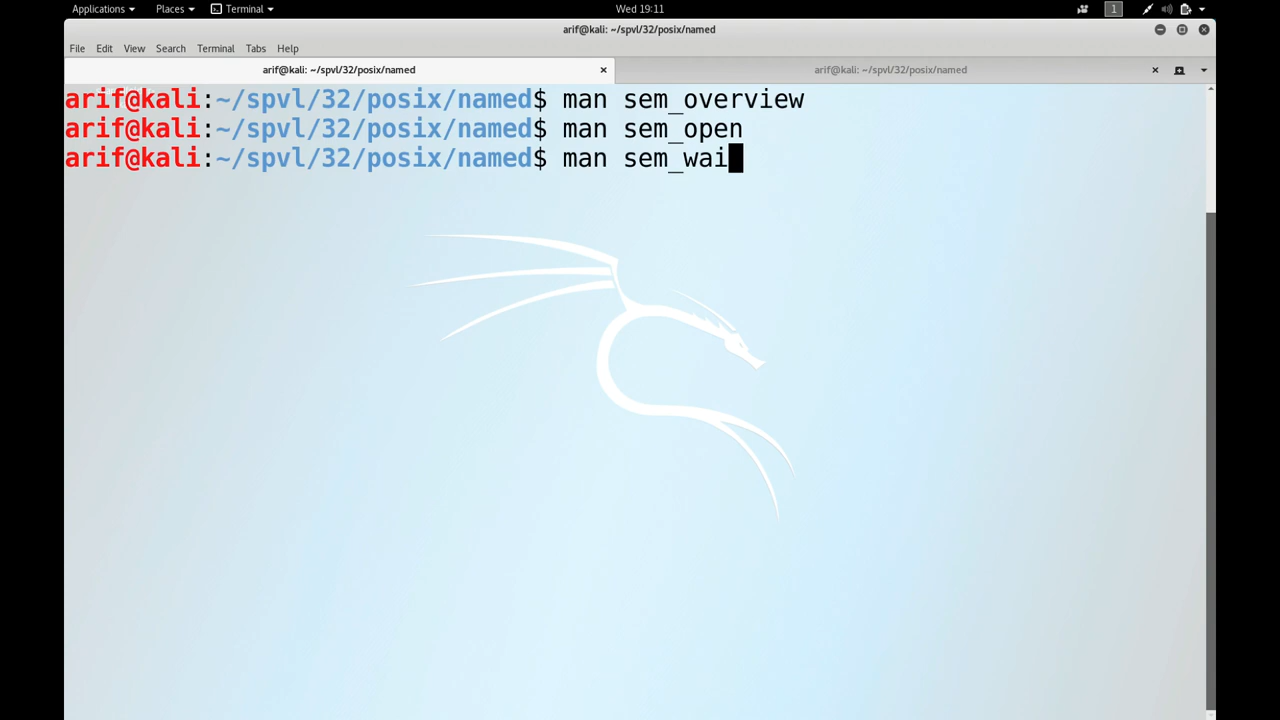 Applications Places Terminal Wed 19:11 1
arif@kali: ~/spvl/32/posix/named
File Edit View Search Terminal Tabs Help
arif@kali: ~/spvl/32/posix/named arif@kali: ~/spvl/32/posix/named
arif@kali:~/spvl/32/posix/named$ man sem_overview
arif@kali:~/spvl/32/posix/named$ man sem_open
arif@kali:~/spvl/32/posix/named$ man sem_wai